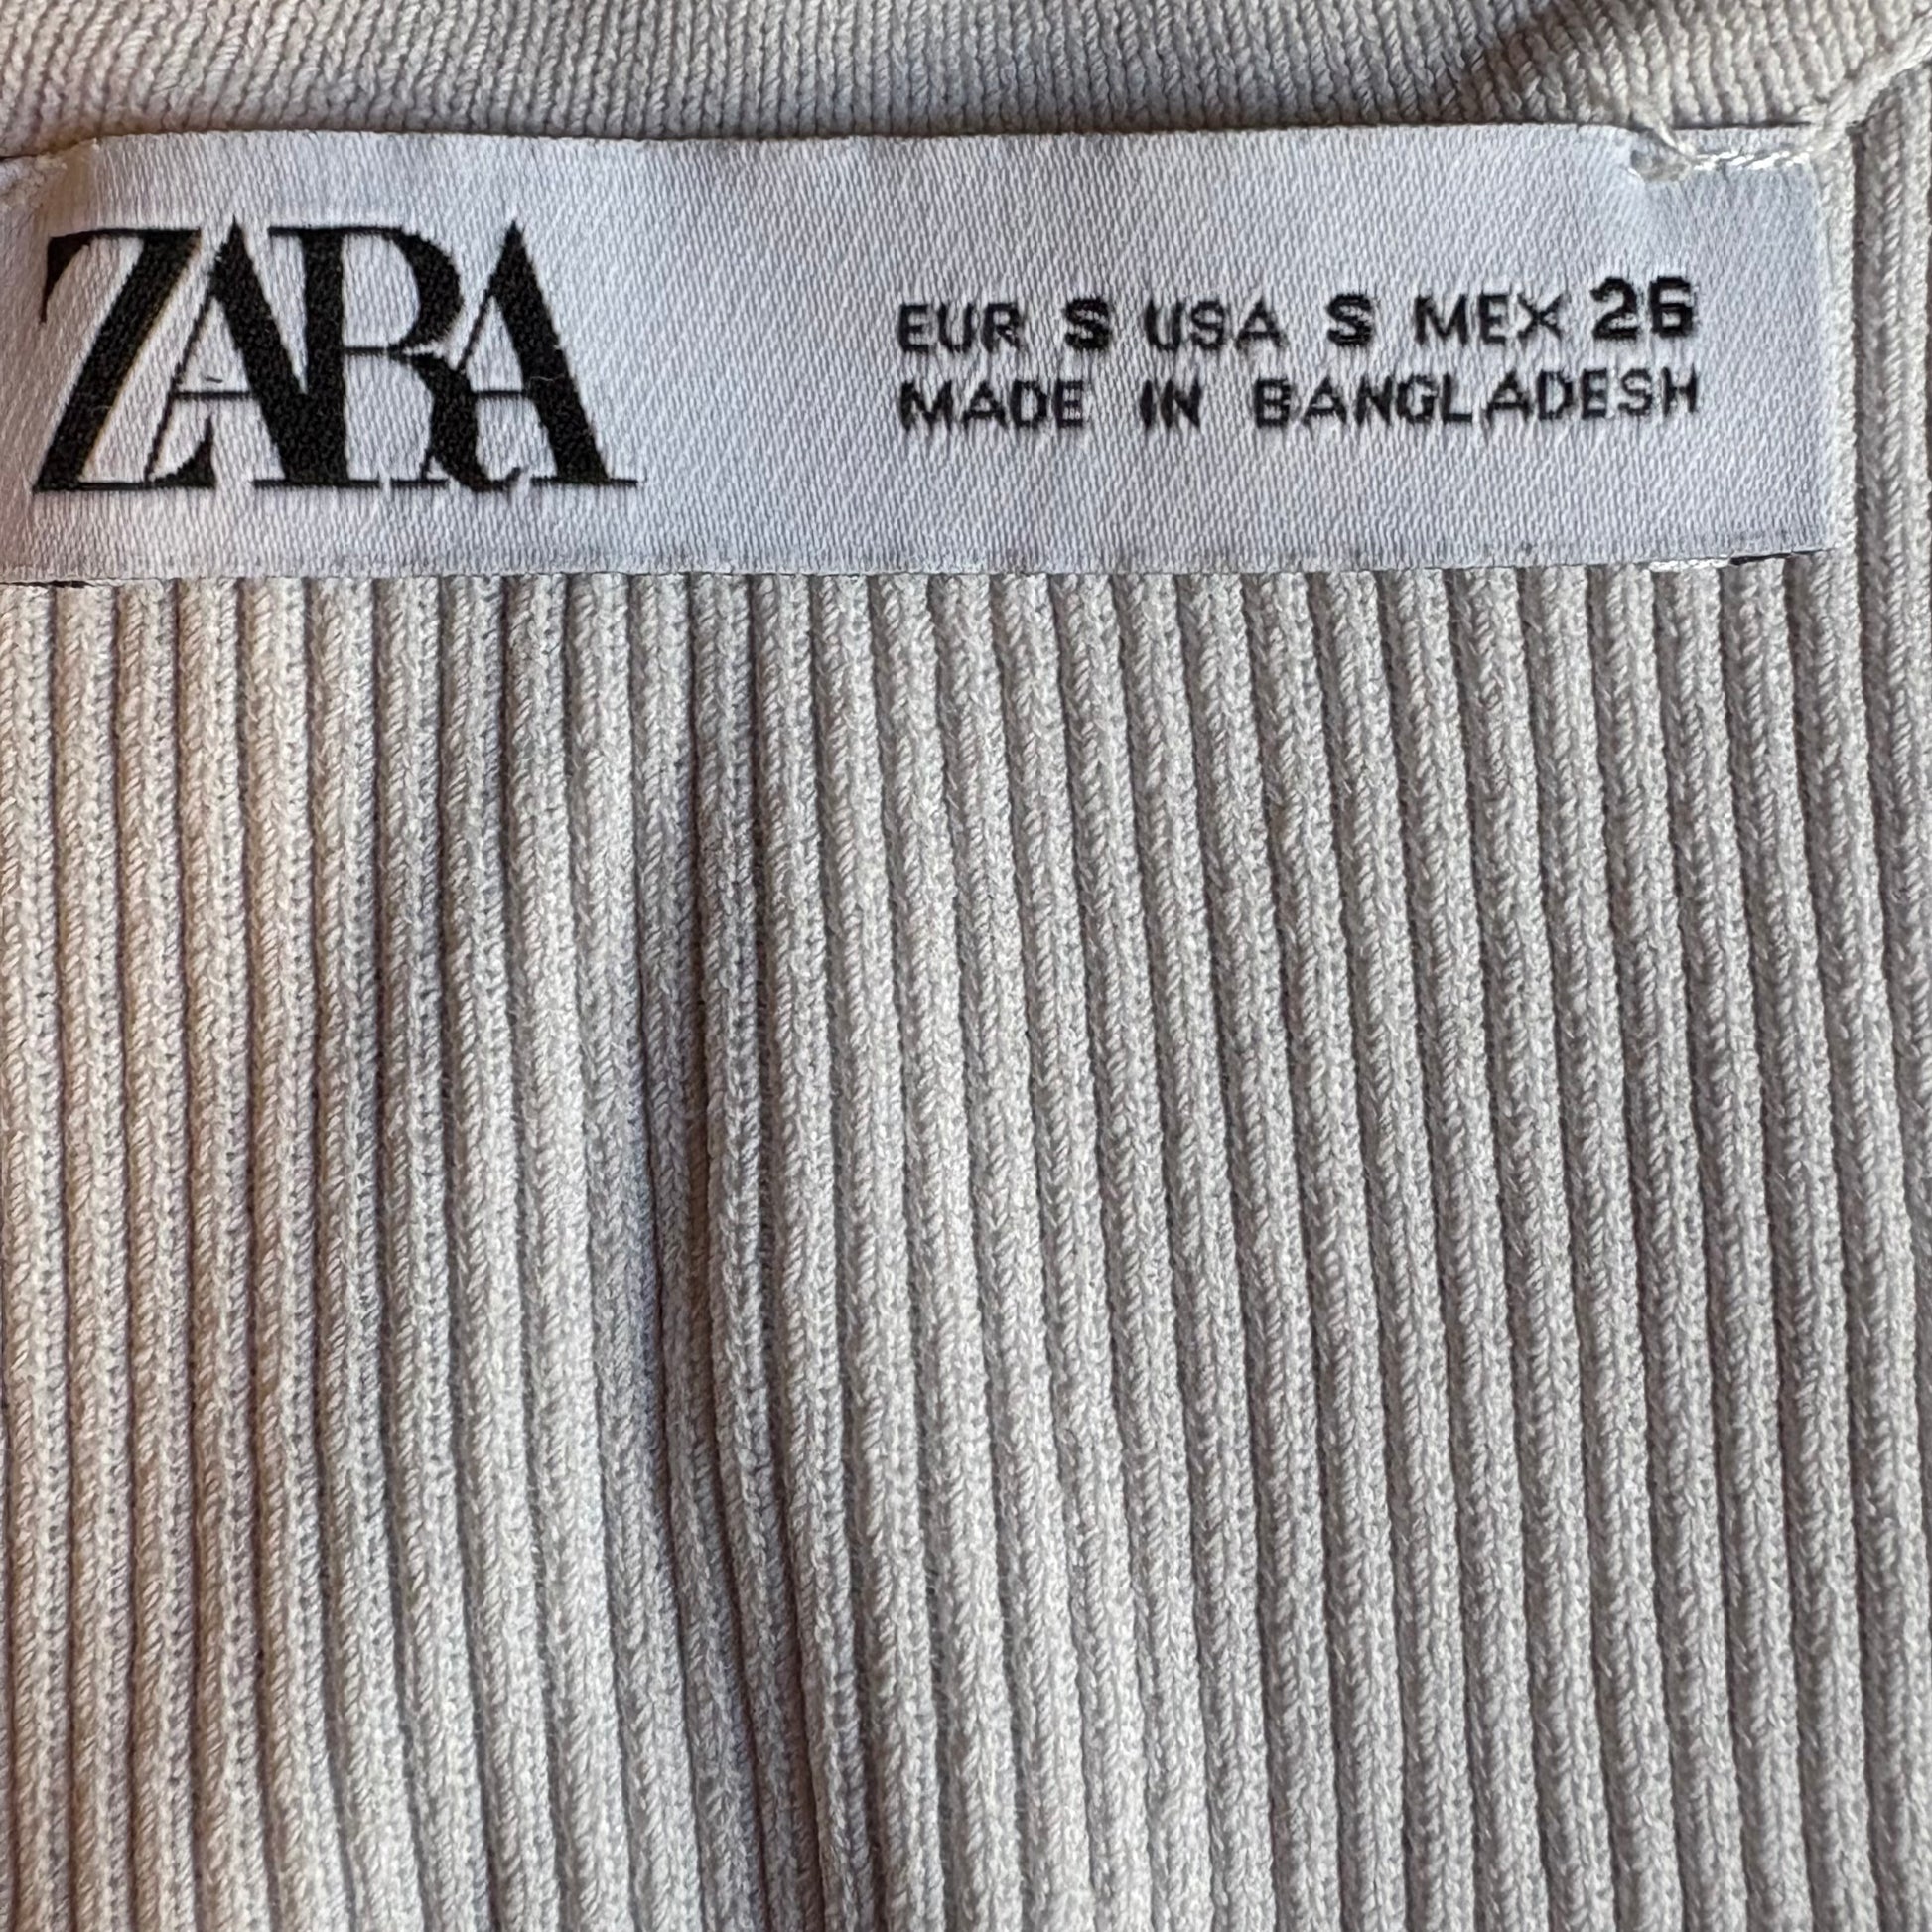 ZARA
EUR S USA S MEX 26
MADE IN BANGLADESH